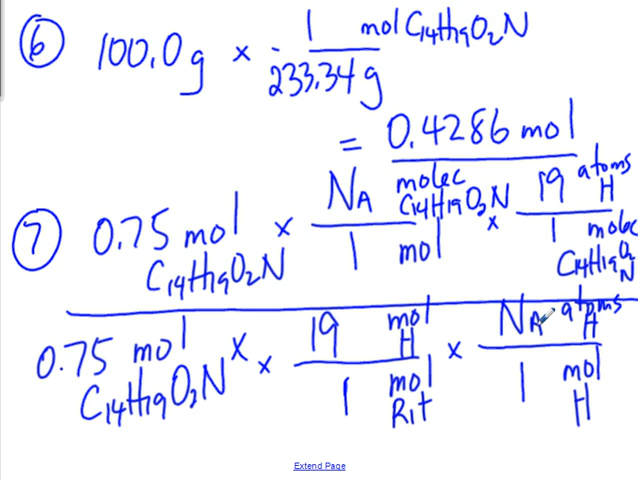 6 100.0g × 1 mol C14H19O2N
233.34 g
= 0.4286 mol
7 0.75 mol C14H19O2N × NA molec C14H19O2N × 19 atoms H
1 mol 1 molec C14H19O2N
0.75 mol C14H19O2N × × 19 mol H × NA atoms H
1 mol Rit 1 mol H
Extend Page